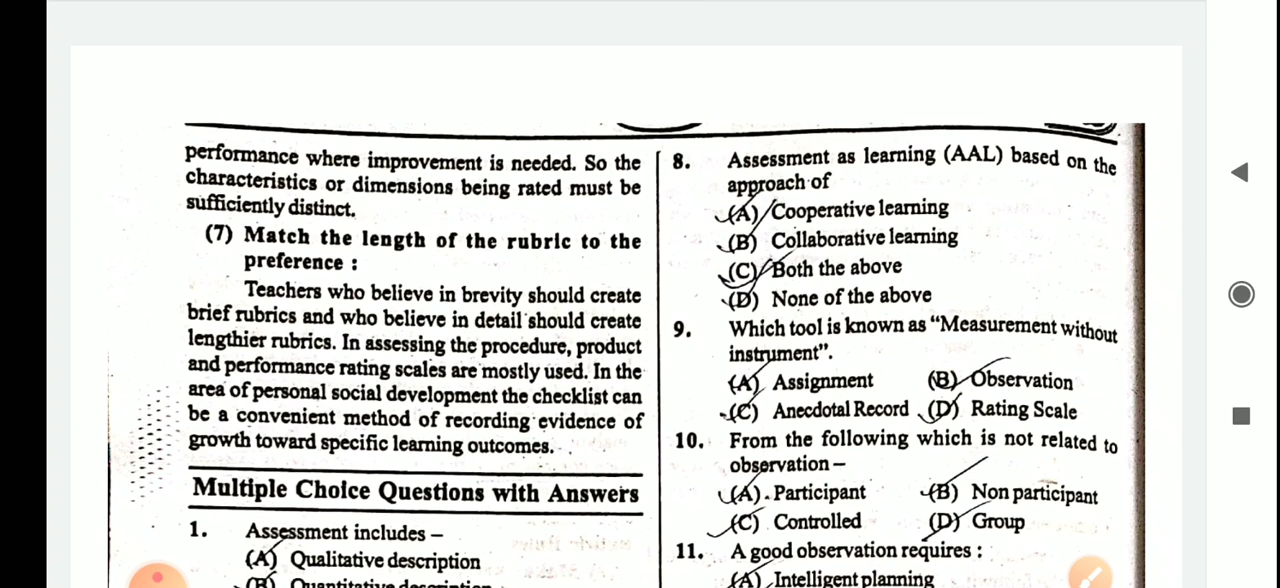 performance where improvement is needed. So the
characteristics or dimensions being rated must be
sufficiently distinct.
(7) Match the length of the rubric to the
preference :
Teachers who believe in brevity should create
brief rubrics and who believe in detail should create
lengthier rubrics. In assessing the procedure, product
and performance rating scales are mostly used. In the
area of personal social development the checklist can
be a convenient method of recording evidence of
growth toward specific learning outcomes.
Multiple Choice Questions with Answers
1. Assessment includes –
(A) Qualitative description
(B) Quantitative description
8. Assessment as learning (AAL) based on the
approach of
(A) Cooperative learning
(B) Collaborative learning
(C) Both the above
(D) None of the above
9. Which tool is known as “Measurement without
instrument”.
(A) Assignment (B) Observation
(C) Anecdotal Record (D) Rating Scale
10. From the following which is not related to
observation –
(A) Participant (B) Non participant
(C) Controlled (D) Group
11. A good observation requires :
(A) Intelligent planning